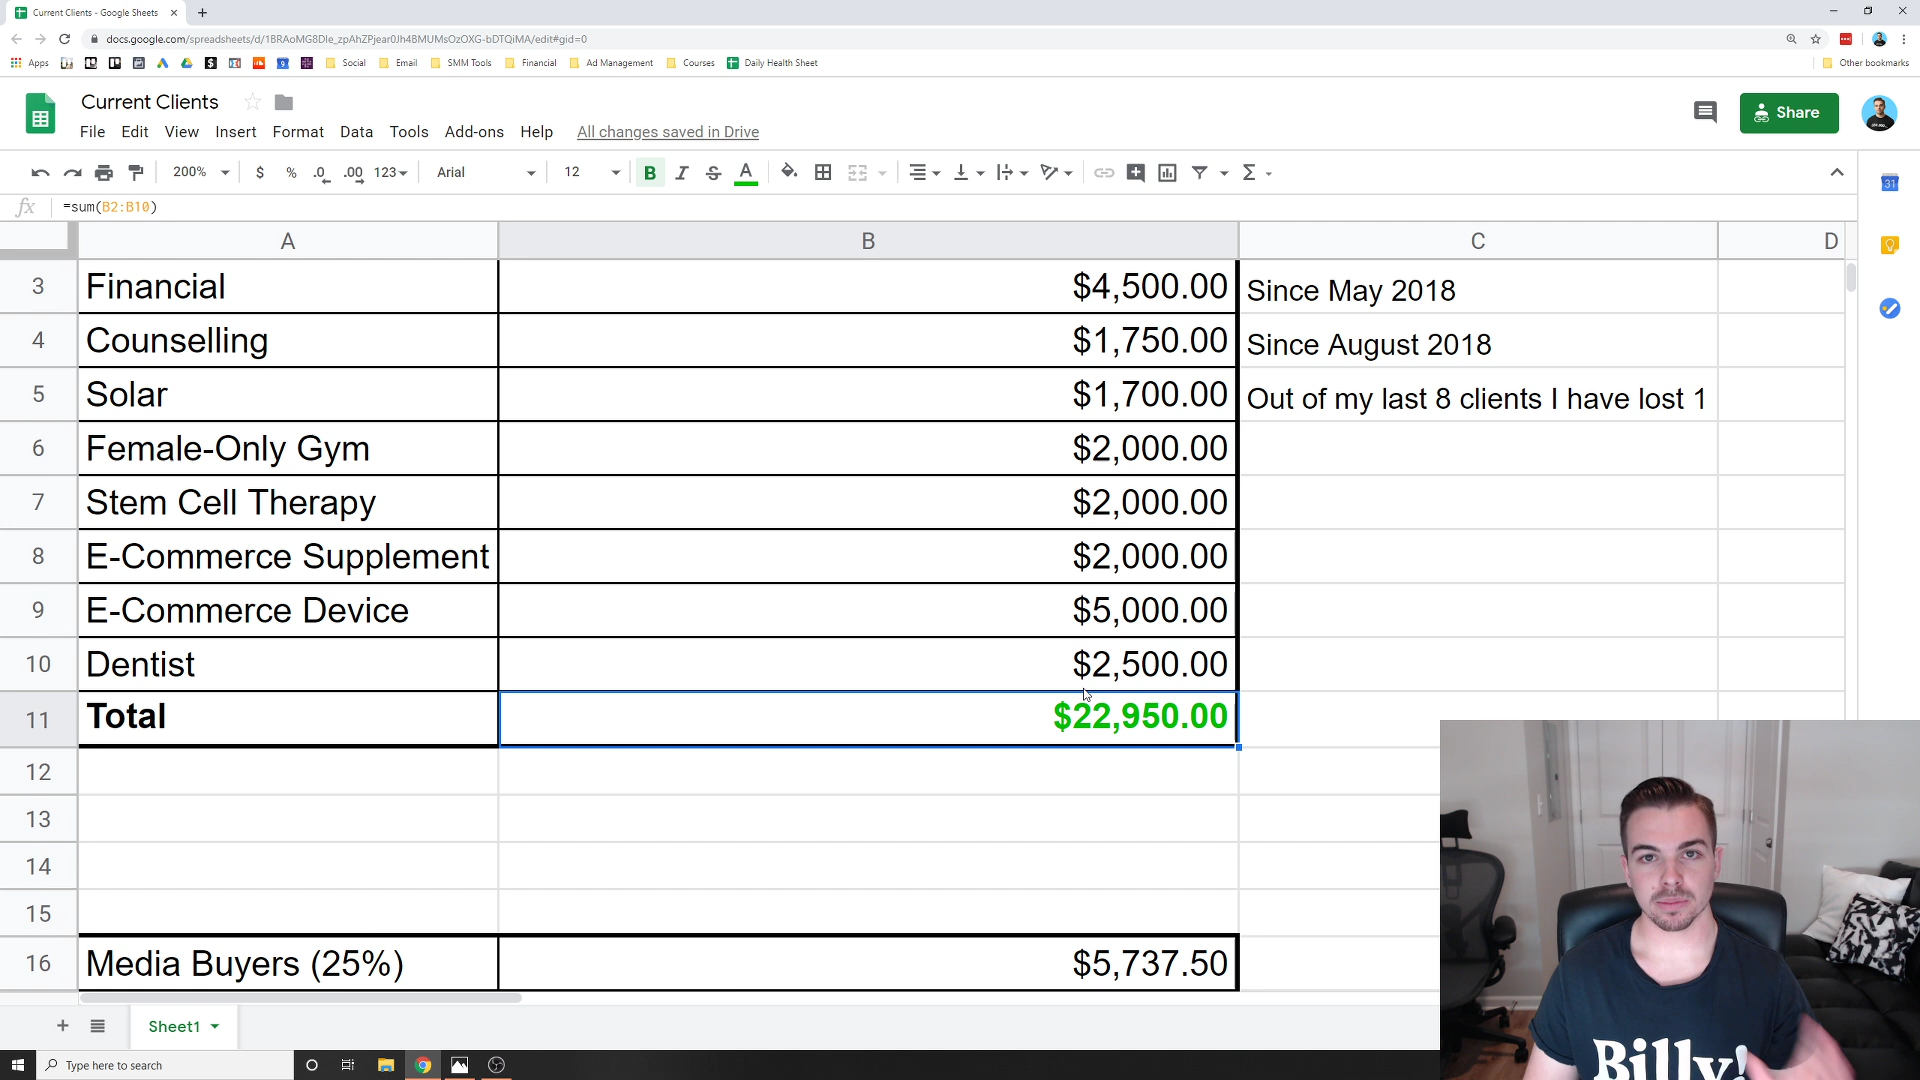 Current Clients - Google Sheets
docs.google.com/spreadsheets/d/1BRAoMG8Dle_zpAhZPjear0Jh4BMUMsOzOXG-bDTQiMA/edit#gid=0
Apps Social Email SMM Tools Financial Ad Management Courses Daily Health Sheet Other bookmarks
Current Clients
Share
File Edit View Insert Format Data Tools Add-ons Help All changes saved in Drive
200% $ % .0 .00 123 Arial 12 B I S A
31
fx =sum(B2:B10)
A B C D
3 Financial $4,500.00 Since May 2018
4 Counselling $1,750.00 Since August 2018
5 Solar $1,700.00 Out of my last 8 clients I have lost 1
6 Female-Only Gym $2,000.00
7 Stem Cell Therapy $2,000.00
8 E-Commerce Supplement $2,000.00
9 E-Commerce Device $5,000.00
10 Dentist $2,500.00
11 Total $22,950.00
12
13
14
15
16 Media Buyers (25%) $5,737.50
Sheet1
Type here to search
Billy!